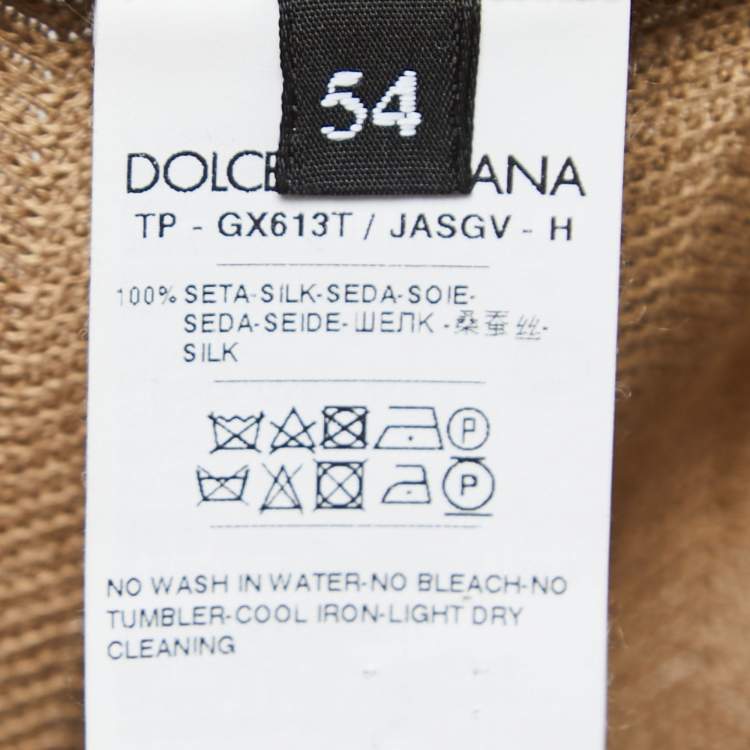 54
DOLCE ANA
TP - GX613T / JASGV - H
100% SETA-SILK-SEDA-SOIE-
SEDA-SEIDE-ШЕЛК -桑蚕丝-
SILK
P
P
NO WASH IN WATER-NO BLEACH-NO
TUMBLER-COOL IRON-LIGHT DRY
CLEANING